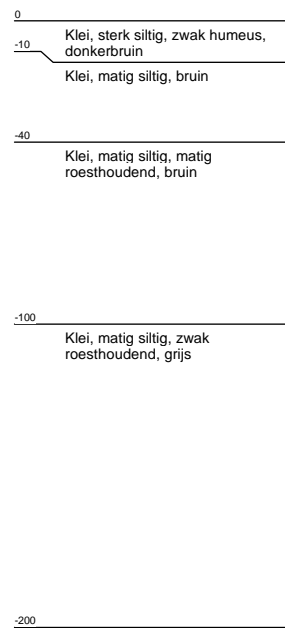 0
Klei, sterk siltig, zwak humeus,
donkerbruin
-10
Klei, matig siltig, bruin
-40
Klei, matig siltig, matig
roesthoudend, bruin
-100
Klei, matig siltig, zwak
roesthoudend, grijs
-200